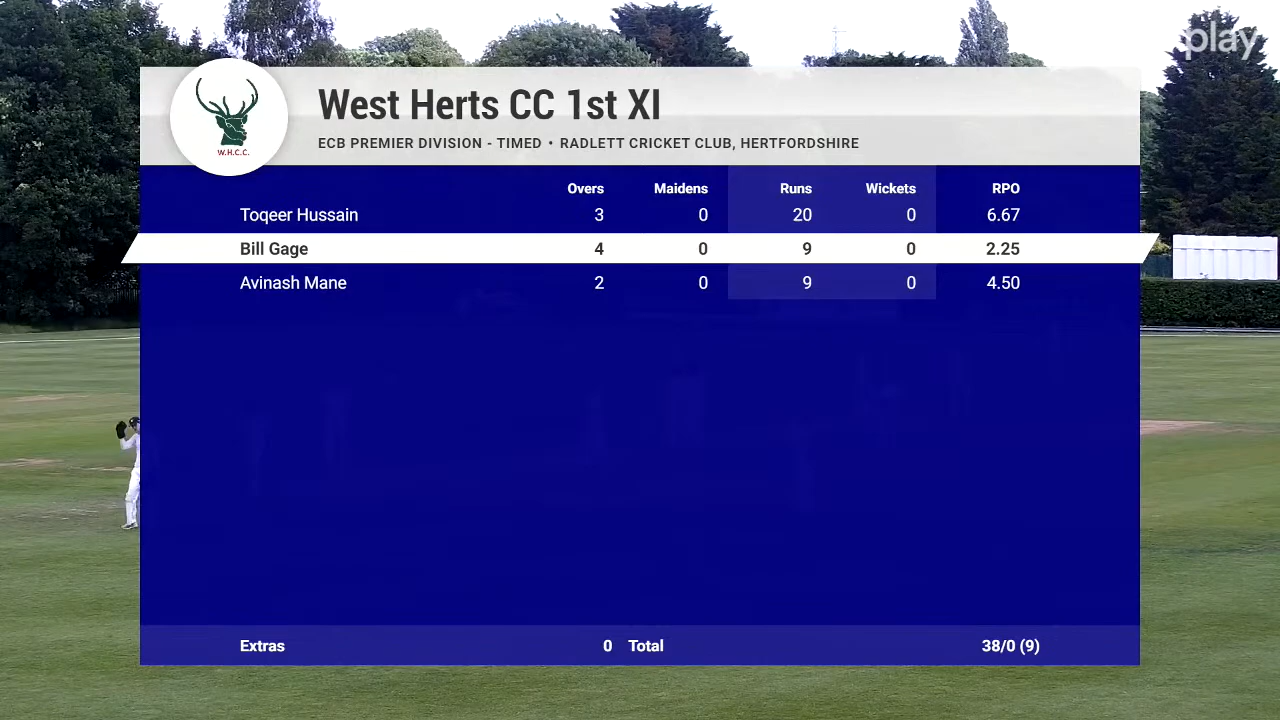 play
West Herts CC 1st XI
ECB PREMIER DIVISION - TIMED • RADLETT CRICKET CLUB, HERTFORDSHIRE
W.H.C.C.
Overs Maidens Runs Wickets RPO
Toqeer Hussain 3 0 20 0 6.67
Bill Gage 4 0 9 0 2.25
Avinash Mane 2 0 9 0 4.50
Extras 0 Total 38/0 (9)